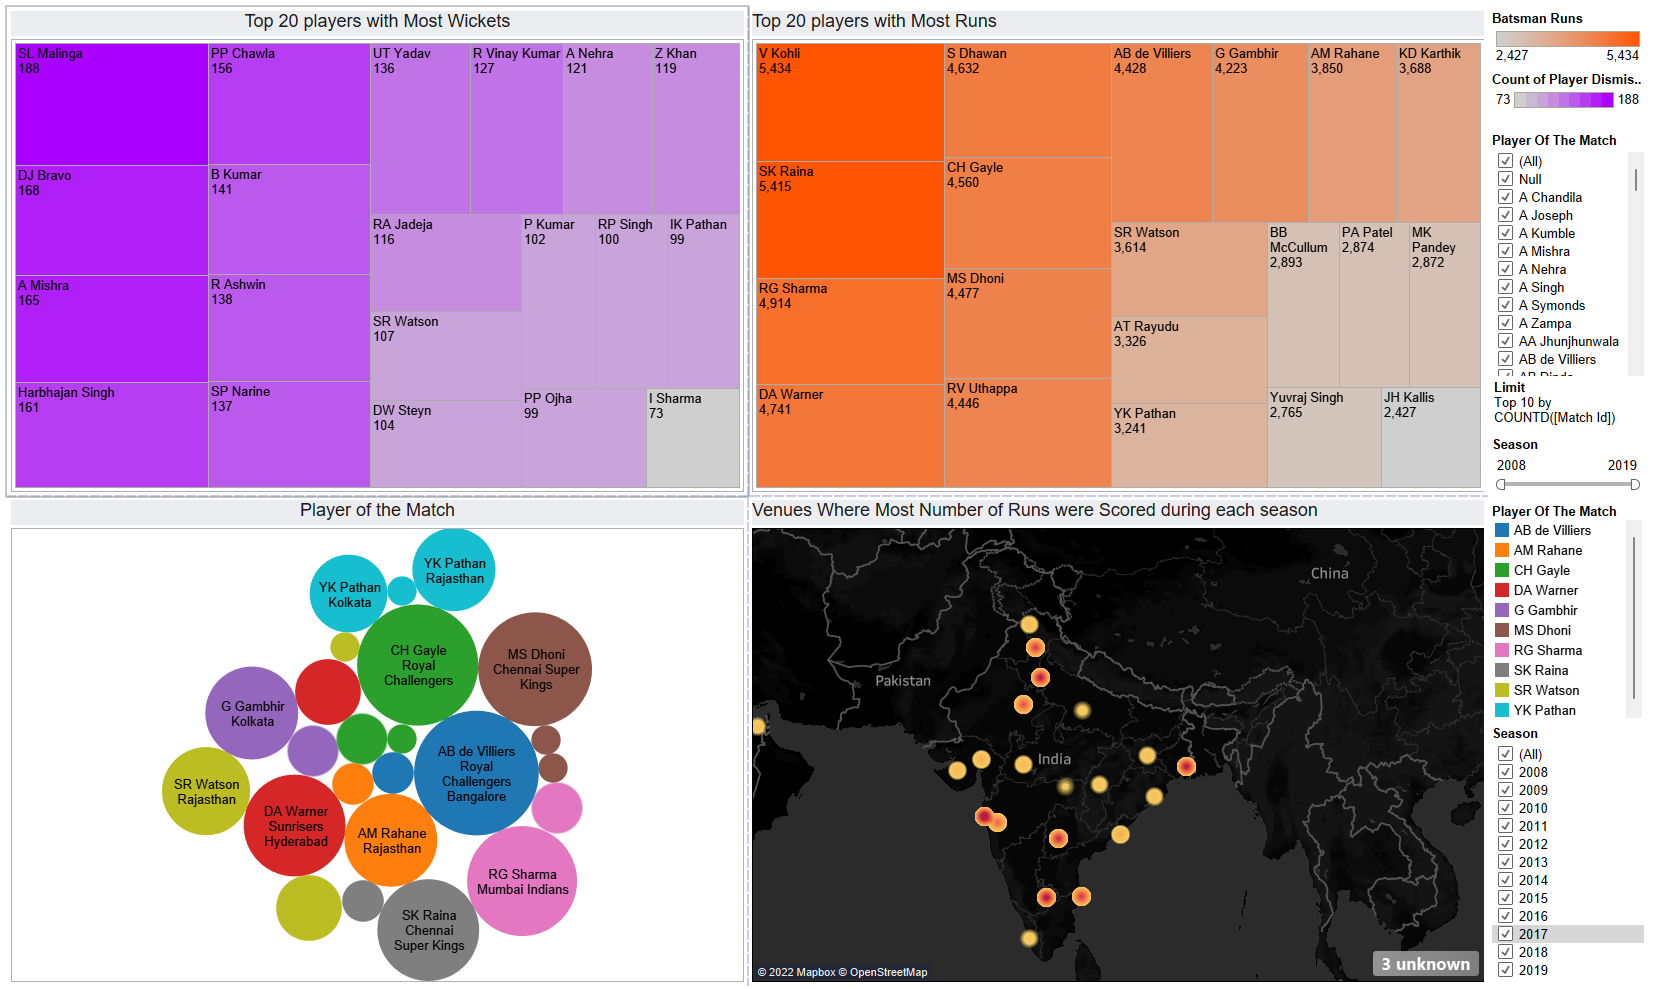 Top 20 players with Most Wickets
SL Malinga
188
DJ Bravo
168
A Mishra
165
Harbhajan Singh
161
PP Chawla
156
B Kumar
141
R Ashwin
138
SP Narine
137
UT Yadav
136
R Vinay Kumar
127
A Nehra
121
Z Khan
119
RA Jadeja
116
SR Watson
107
DW Steyn
104
P Kumar
102
RP Singh
100
IK Pathan
99
PP Ojha
99
I Sharma
73
Top 20 players with Most Runs
V Kohli
5,434
SK Raina
5,415
RG Sharma
4,914
DA Warner
4,741
S Dhawan
4,632
CH Gayle
4,560
MS Dhoni
4,477
RV Uthappa
4,446
AB de Villiers
4,428
G Gambhir
4,223
AM Rahane
3,850
KD Karthik
3,688
SR Watson
3,614
AT Rayudu
3,326
YK Pathan
3,241
BB
McCullum
2,893
PA Patel
2,874
MK
Pandey
2,872
Yuvraj Singh
2,765
JH Kallis
2,427
Batsman Runs
2,427 5,434
Count of Player Dismis..
73 188
Player Of The Match
(All)
Null
A Chandila
A Joseph
A Kumble
A Mishra
A Nehra
A Singh
A Symonds
A Zampa
AA Jhunjhunwala
AB de Villiers
Limit
Top 10 by
COUNTD([Match Id])
Season
2008 2019
Player of the Match
YK Pathan
Rajasthan
YK Pathan
Kolkata
CH Gayle
Royal
Challengers
MS Dhoni
Chennai Super
Kings
G Gambhir
Kolkata
AB de Villiers
Royal
Challengers
Bangalore
SR Watson
Rajasthan
DA Warner
Sunrisers
Hyderabad
AM Rahane
Rajasthan
RG Sharma
Mumbai Indians
SK Raina
Chennai
Super Kings
Venues Where Most Number of Runs were Scored during each season
China
Pakistan
India
© 2022 Mapbox © OpenStreetMap
3 unknown
Player Of The Match
AB de Villiers
AM Rahane
CH Gayle
DA Warner
G Gambhir
MS Dhoni
RG Sharma
SK Raina
SR Watson
YK Pathan
Season
(All)
2008
2009
2010
2011
2012
2013
2014
2015
2016
2017
2018
2019